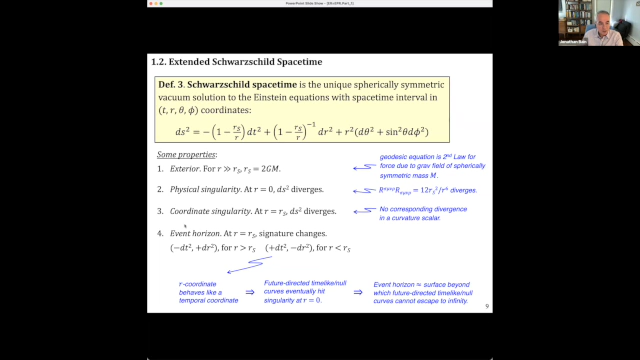 PowerPoint Slide Show - [ER=EPR_Part_1]
Jonathan Bain
1.2. Extended Schwarzschild Spacetime
Def. 3. Schwarzschild spacetime is the unique spherically symmetric
vacuum solution to the Einstein equations with spacetime interval in
(t, r, θ, ϕ) coordinates:
ds² = −(1 − r_S/r) dt² + (1 − r_S/r)⁻¹ dr² + r²(dθ² + sin²θdϕ²)
Some properties:
1. Exterior. For r ≫ r_S, r_S = 2GM.
geodesic equation is 2nd Law for
force due to grav field of spherically
symmetric mass M.
2. Physical singularity. At r = 0, ds² diverges.
R^{μνρσ}R_{μνρσ} = 12r_S²/r⁶ diverges.
3. Coordinate singularity. At r = r_S, ds² diverges.
No corresponding divergence
in a curvature scalar.
4. Event horizon. At r = r_S, signature changes.
(−dt², +dr²), for r > r_S (+dt², −dr²), for r < r_S
r-coordinate
behaves like a
temporal coordinate
⇒
Future-directed timelike/null
curves eventually hit
singularity at r = 0.
⇒
Event horizon = surface beyond
which future-directed timelike/null
curves cannot escape to infinity.
9